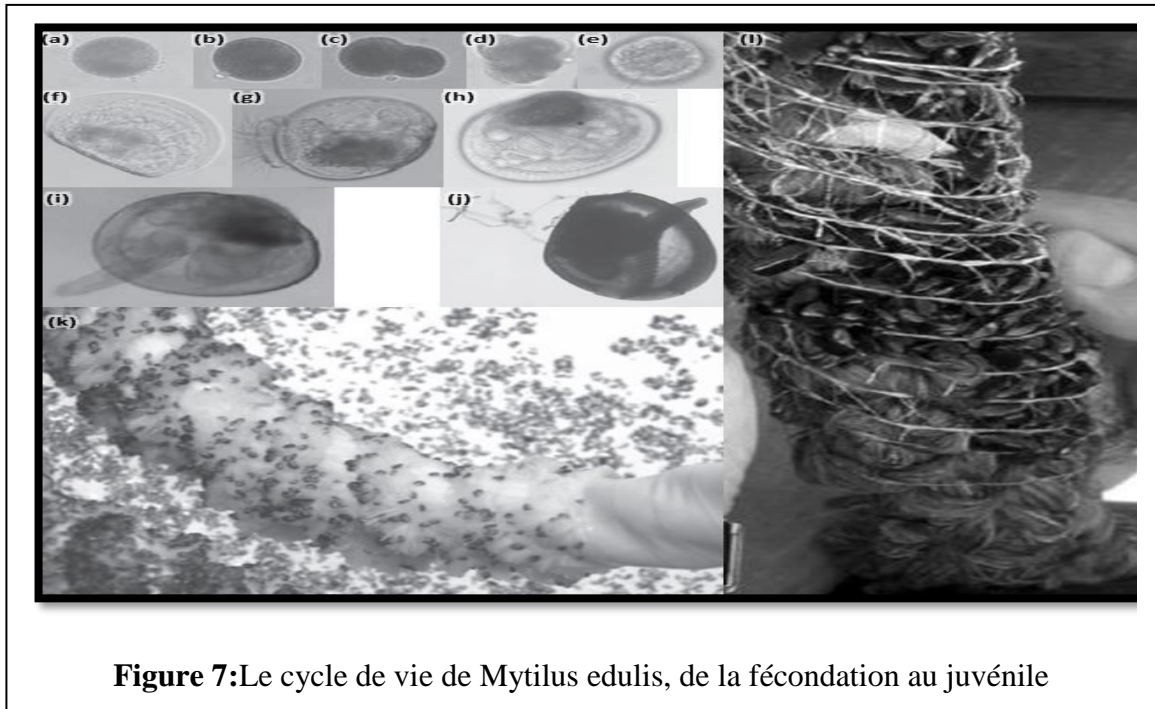 (a) (b) (c) (d) (e) (l)
(f) (g) (h)
(i) (j)
(k)
Figure 7:Le cycle de vie de Mytilus edulis, de la fécondation au juvénile